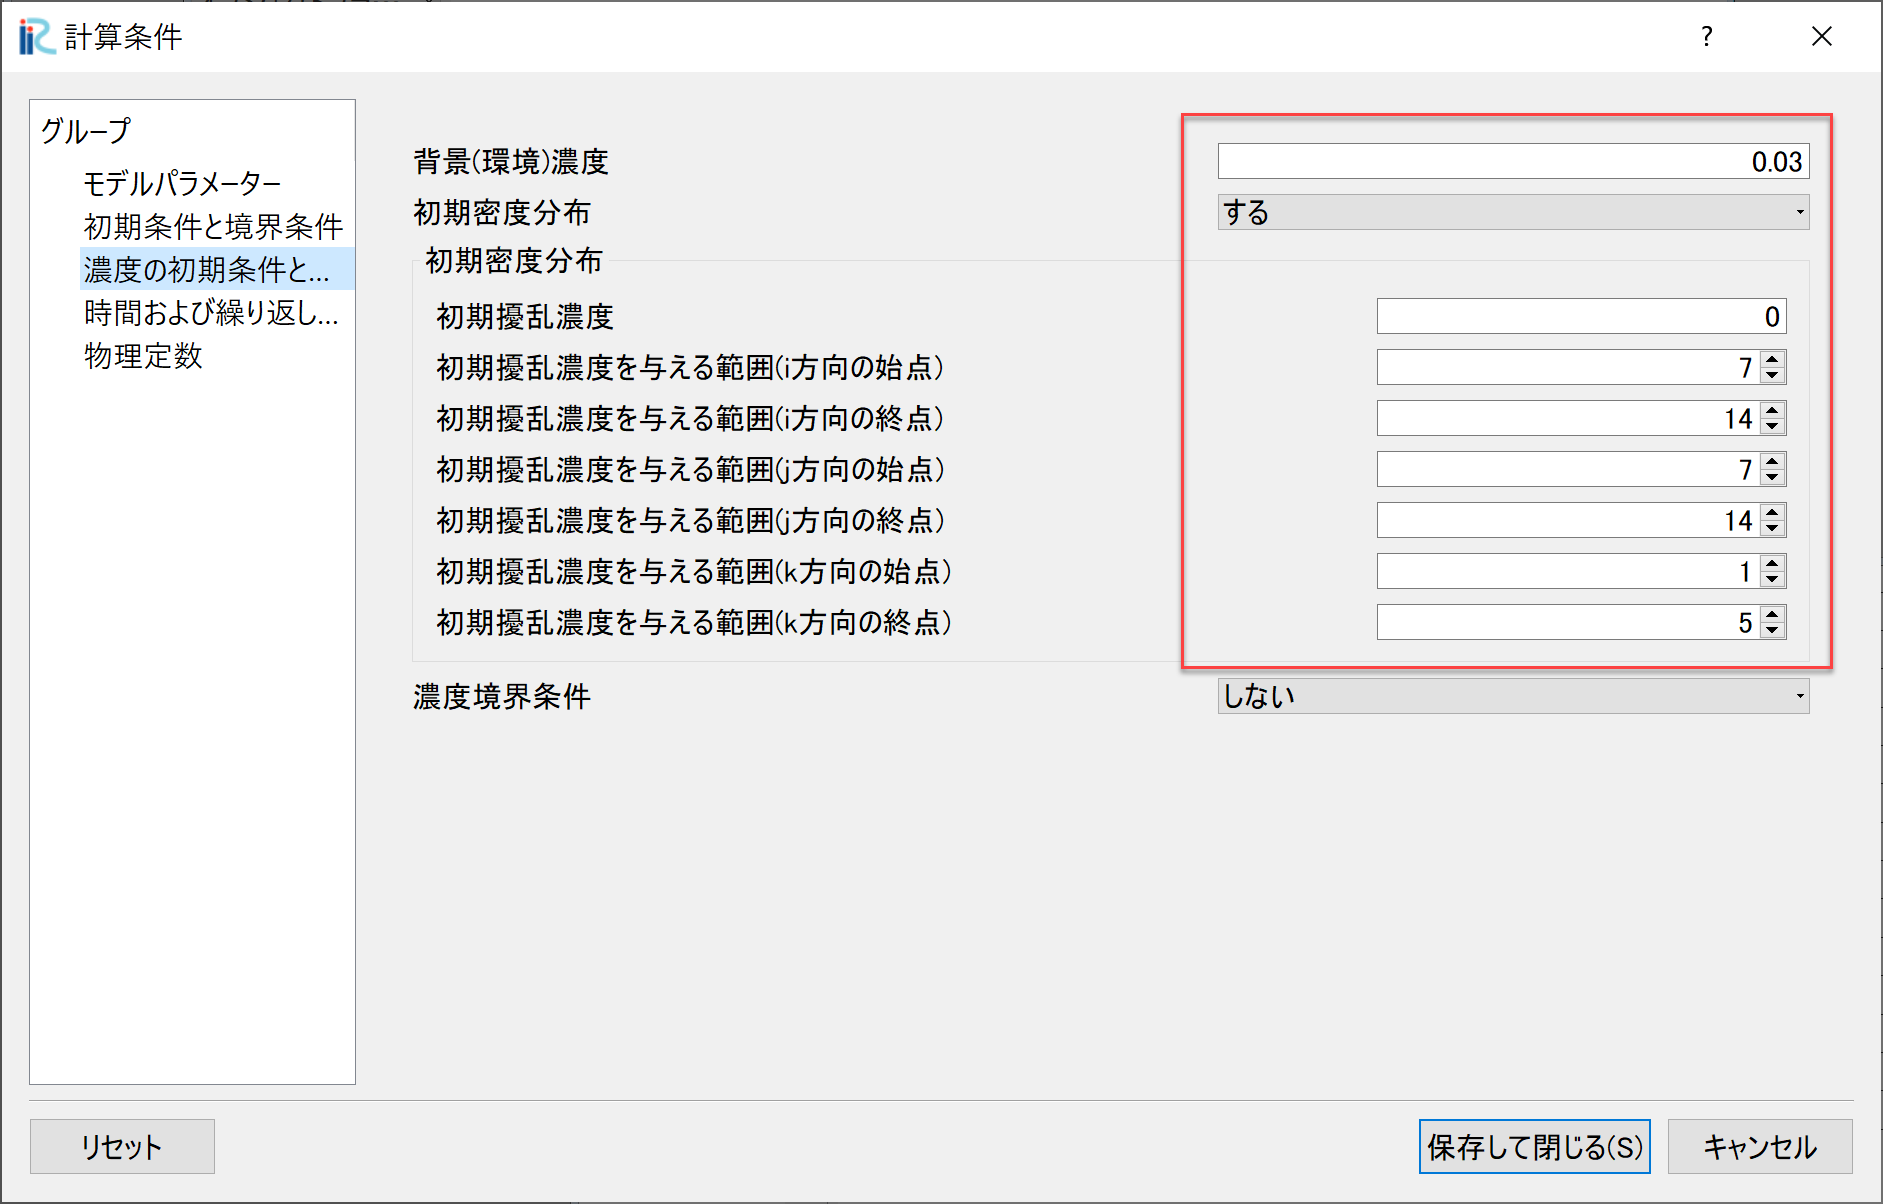 計算条件
?
グループ
モデルパラメーター
初期条件と境界条件
濃度の初期条件と...
時間および繰り返し...
物理定数
背景(環境)濃度
0.03
初期密度分布
する
初期密度分布
初期擾乱濃度
0
初期擾乱濃度を与える範囲(i方向の始点)
7
初期擾乱濃度を与える範囲(i方向の終点)
14
初期擾乱濃度を与える範囲(j方向の始点)
7
初期擾乱濃度を与える範囲(j方向の終点)
14
初期擾乱濃度を与える範囲(k方向の始点)
1
初期擾乱濃度を与える範囲(k方向の終点)
5
濃度境界条件
しない
リセット
保存して閉じる(S)
キャンセル